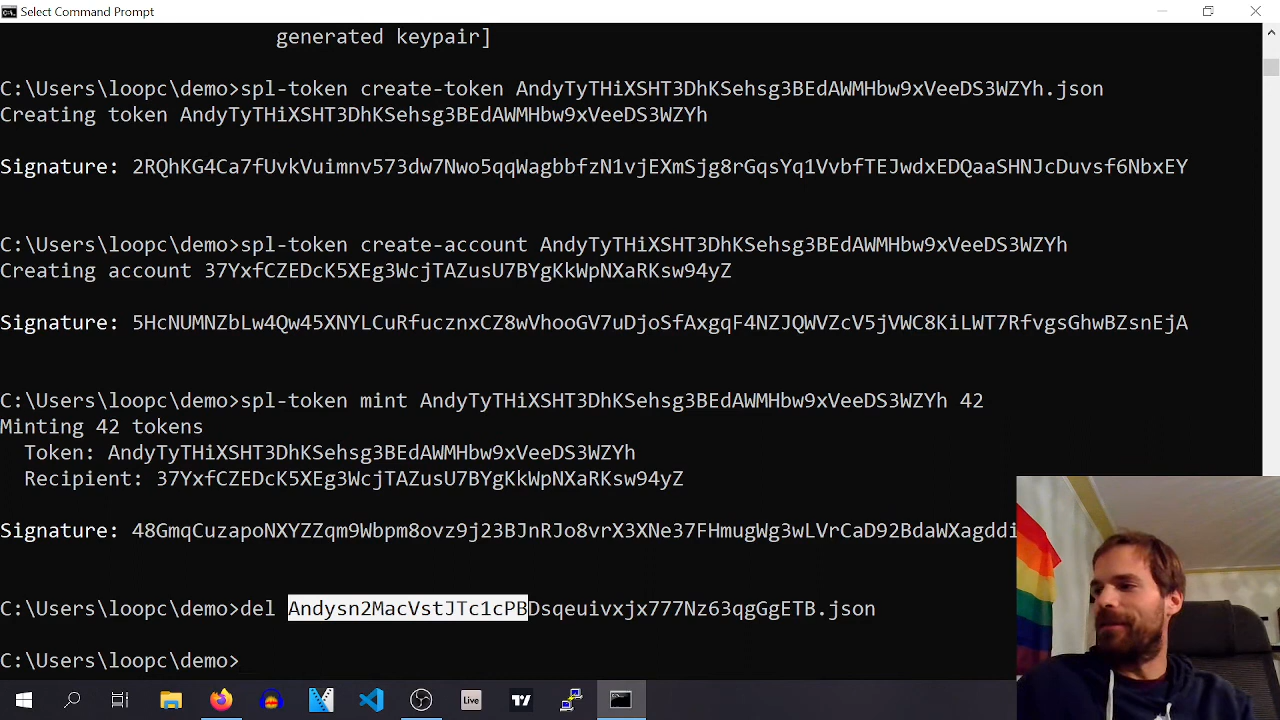 Select Command Prompt
generated keypair]
C:\Users\loopc\demo>spl-token create-token AndyTyTHiXSHT3DhKSehsg3BEdAWMHbw9xVeeDS3WZYh.json
Creating token AndyTyTHiXSHT3DhKSehsg3BEdAWMHbw9xVeeDS3WZYh
Signature: 2RQhKG4Ca7fUvkVuimnv573dw7Nwo5qqWagbbfzN1vjEXmSjg8rGqsYq1VvbfTEJwdxEDQaaSHNJcDuvsf6NbxEY
C:\Users\loopc\demo>spl-token create-account AndyTyTHiXSHT3DhKSehsg3BEdAWMHbw9xVeeDS3WZYh
Creating account 37YxfCZEDcK5XEg3WcjTAZusU7BYgKkWpNXaRKsw94yZ
Signature: 5HcNUMNZbLw4Qw45XNYLCuRfucznxCZ8wVhooGV7uDjoSfAxgqF4NZJQWVZcV5jVWC8KiLWT7RfvgsGhwBZsnEjA
C:\Users\loopc\demo>spl-token mint AndyTyTHiXSHT3DhKSehsg3BEdAWMHbw9xVeeDS3WZYh 42
Minting 42 tokens
Token: AndyTyTHiXSHT3DhKSehsg3BEdAWMHbw9xVeeDS3WZYh
Recipient: 37YxfCZEDcK5XEg3WcjTAZusU7BYgKkWpNXaRKsw94yZ
Signature: 48GmqCuzapoNXYZZqm9Wbpm8ovz9j23BJnRJo8vrX3XNe37FHmugWg3wLVrCaD92BdaWXagddi
C:\Users\loopc\demo>del Andysn2MacVstJTc1cPBDsqeuivxjx777Nz63qgGgETB.json
C:\Users\loopc\demo>
Live